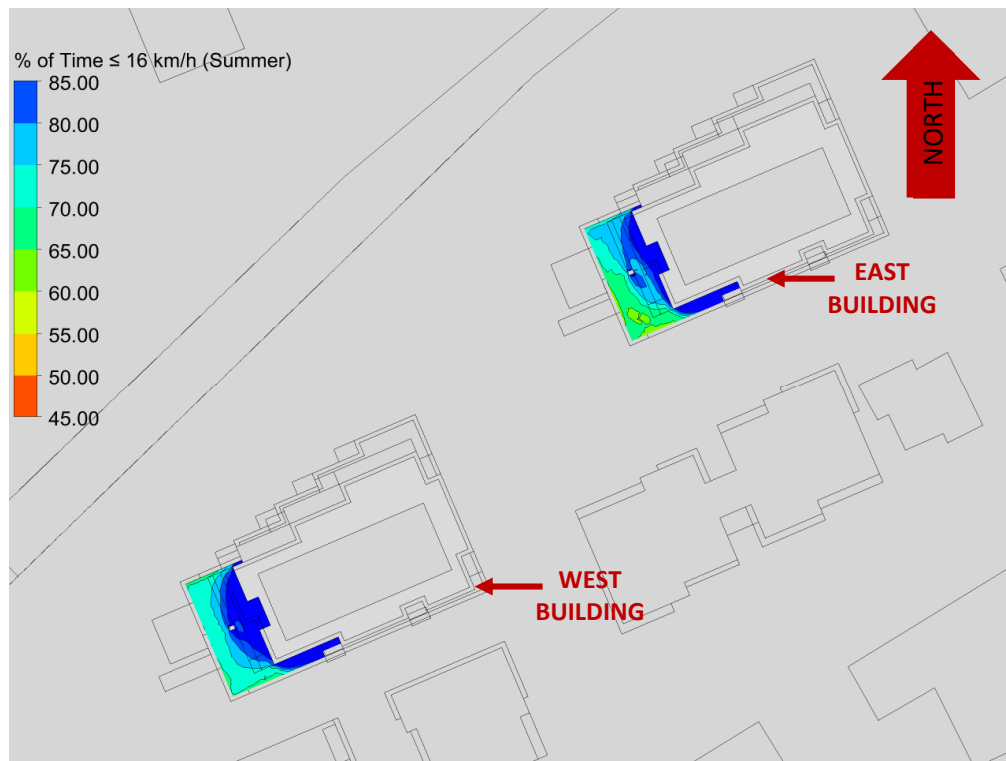 % of Time ≤ 16 km/h (Summer)
85.00
80.00
75.00
70.00
65.00
60.00
55.00
50.00
45.00
NORTH
EAST
BUILDING
WEST
BUILDING